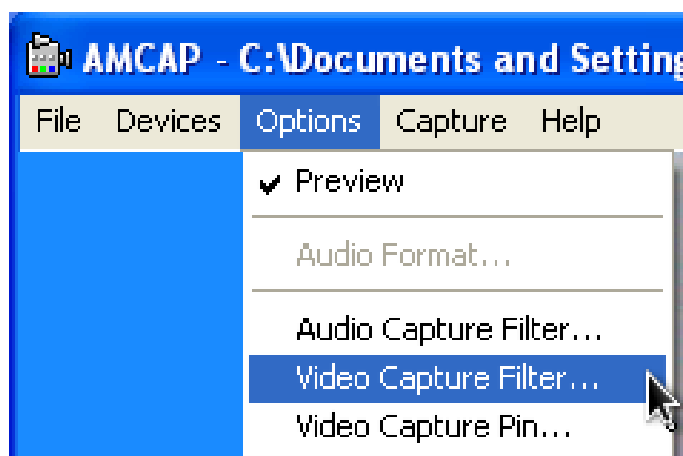 AMCAP - C:\Documents and Setting
File Devices Options Capture Help
Preview
Audio Format...
Audio Capture Filter...
Video Capture Filter...
Video Capture Pin...